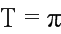 T = π